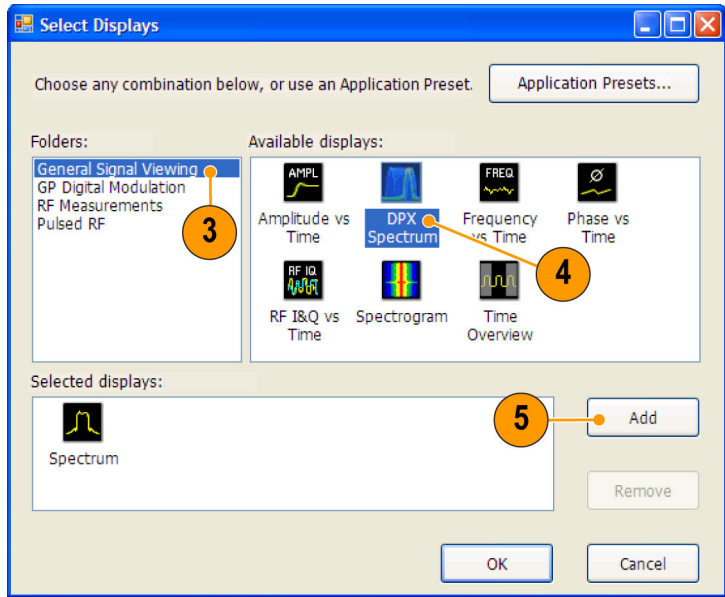 Select Displays
Choose any combination below, or use an Application Preset.
Application Presets...
Folders:
General Signal Viewing
GP Digital Modulation
RF Measurements
Pulsed RF
3
Available displays:
AMPL
FREQ
Ø
Amplitude vs Time
DPX Spectrum
Frequency vs Time
Phase vs Time
4
RF IQ
RF I&Q vs Time
Spectrogram
Time Overview
Selected displays:
Spectrum
5
Add
Remove
OK
Cancel